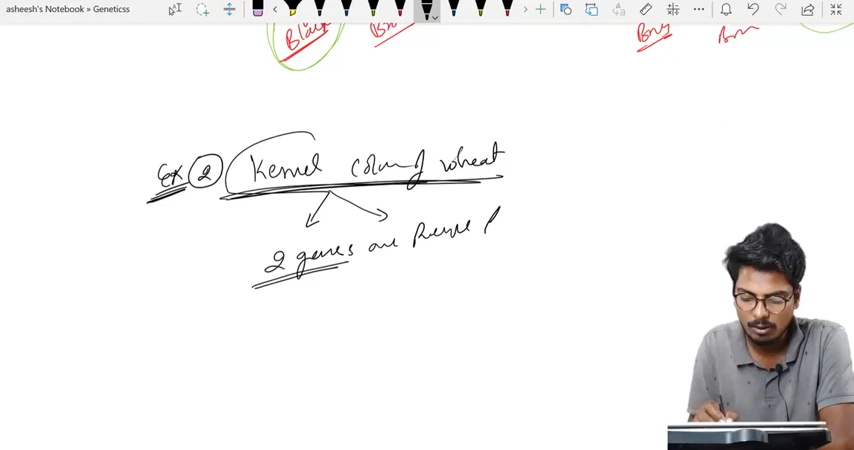 asheesh's Notebook » Geneticss
Black
Ex 2 Kernel colour of wheat
2 genes are